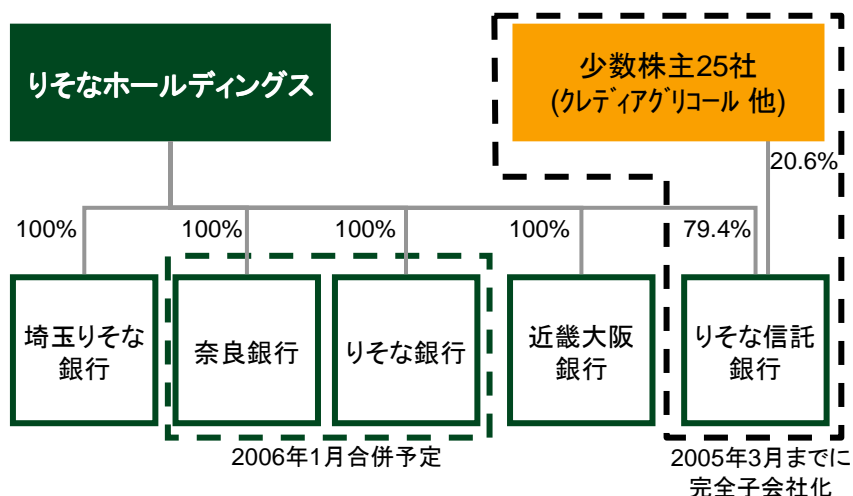 りそなホールディングス
少数株主25社
(ｸﾚﾃﾞｨｱｸﾞﾘｺｰﾙ 他)
20.6%
100%
100%
100%
100%
79.4%
埼玉りそな
銀行
奈良銀行
りそな銀行
近畿大阪
銀行
りそな信託
銀行
2006年1月合併予定
2005年3月までに
完全子会社化